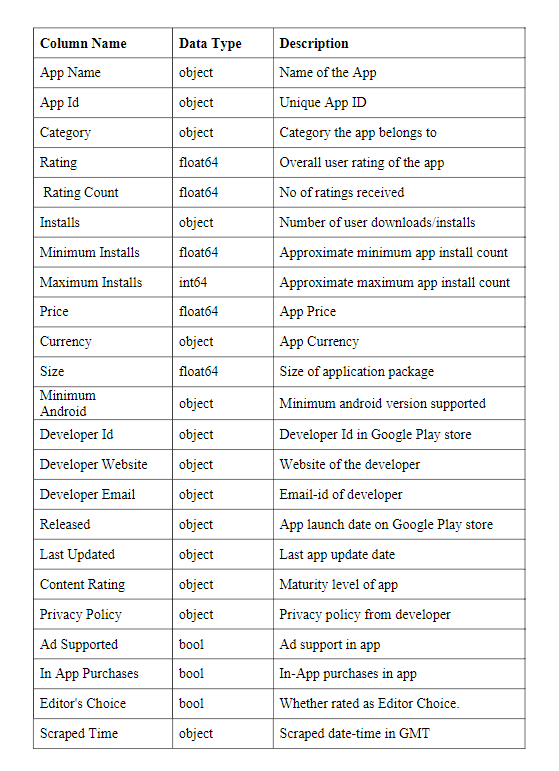 Column Name Data Type Description
App Name object Name of the App
App Id object Unique App ID
Category object Category the app belongs to
Rating float64 Overall user rating of the app
Rating Count float64 No of ratings received
Installs object Number of user downloads/installs
Minimum Installs float64 Approximate minimum app install count
Maximum Installs int64 Approximate maximum app install count
Price float64 App Price
Currency object App Currency
Size float64 Size of application package
Minimum
Android object Minimum android version supported
Developer Id object Developer Id in Google Play store
Developer Website object Website of the developer
Developer Email object Email-id of developer
Released object App launch date on Google Play store
Last Updated object Last app update date
Content Rating object Maturity level of app
Privacy Policy object Privacy policy from developer
Ad Supported bool Ad support in app
In App Purchases bool In-App purchases in app
Editor's Choice bool Whether rated as Editor Choice.
Scraped Time object Scraped date-time in GMT